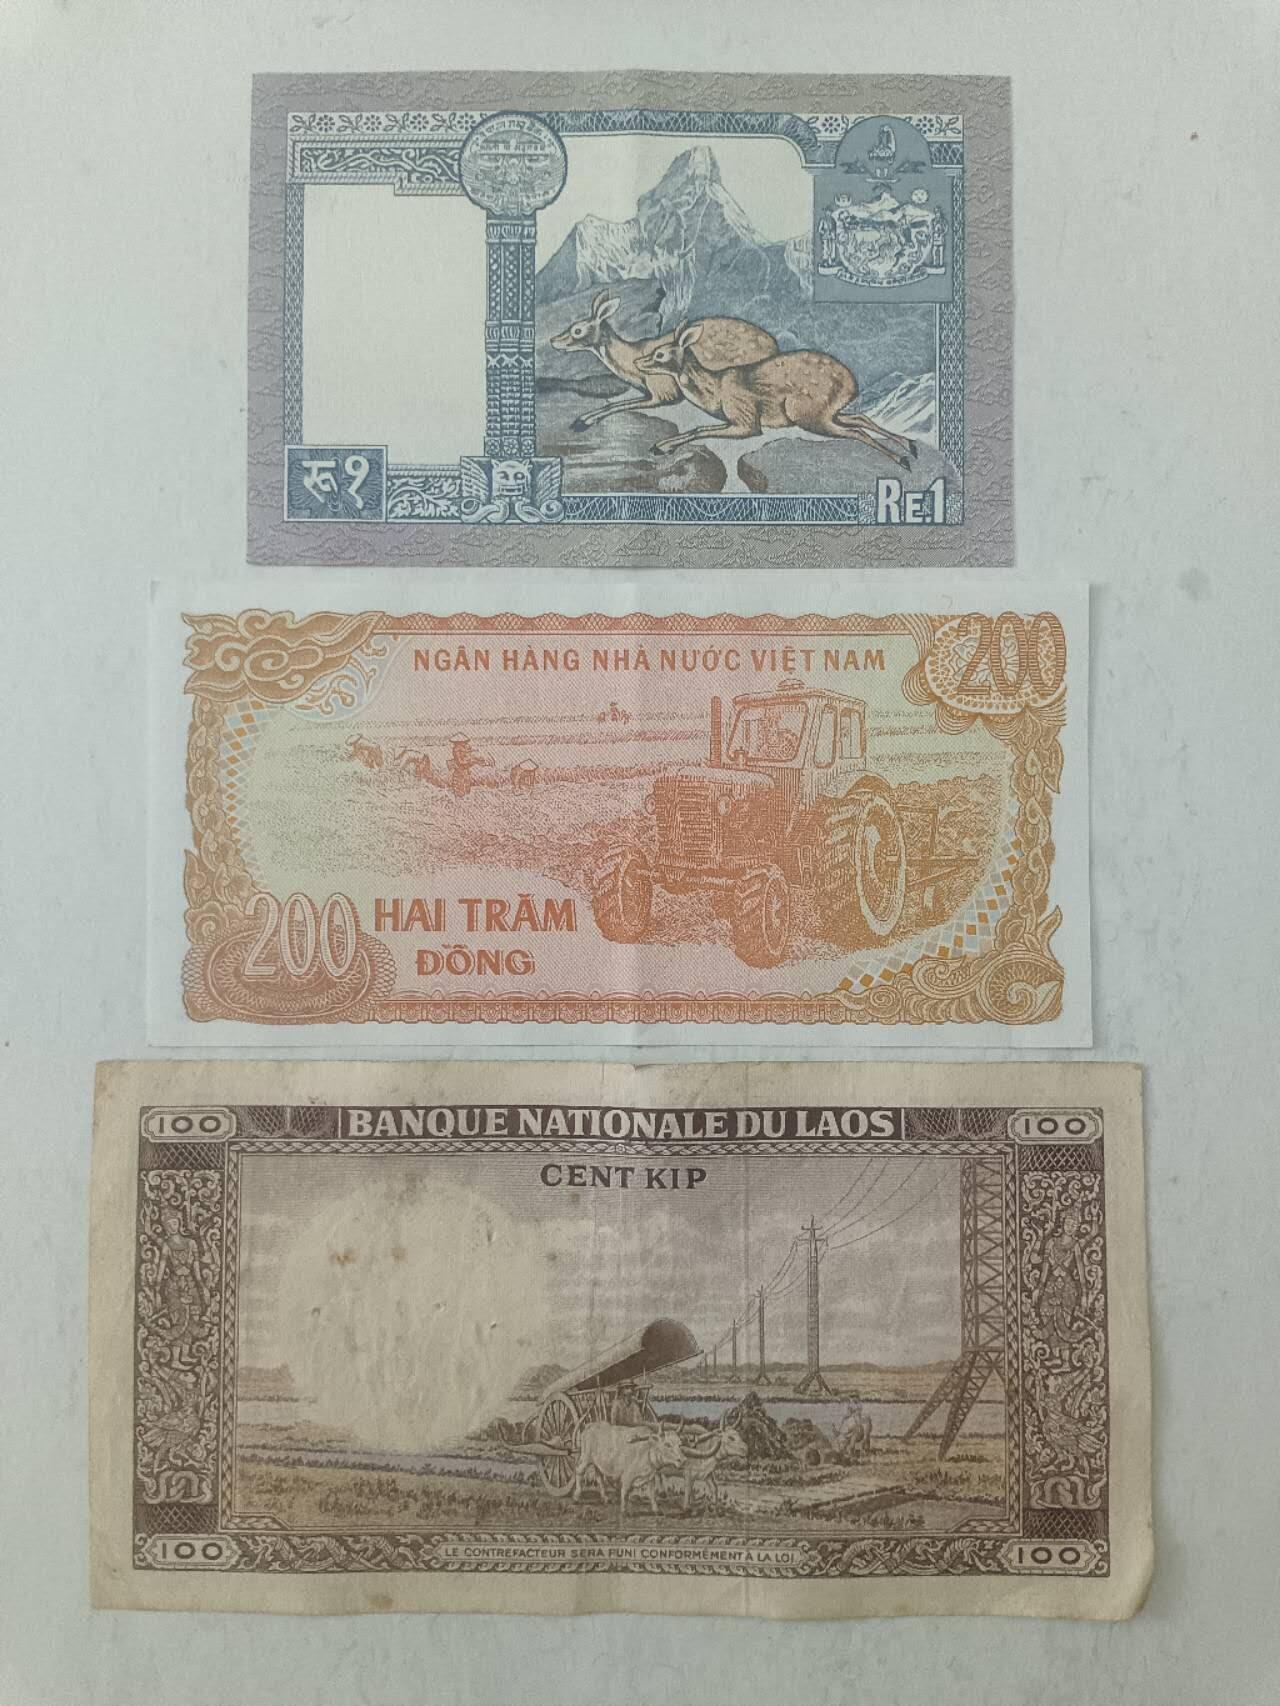 रू १
RE.1
200
NGÂN HÀNG NHÀ NƯỚC VIỆT NAM
200
HAI TRĂM
ĐỒNG
100
BANQUE NATIONALE DU LAOS
100
CENT KIP
100
LE CONTREFACTEUR SERA PUNI CONFORMÉMENT À LA LOI
100